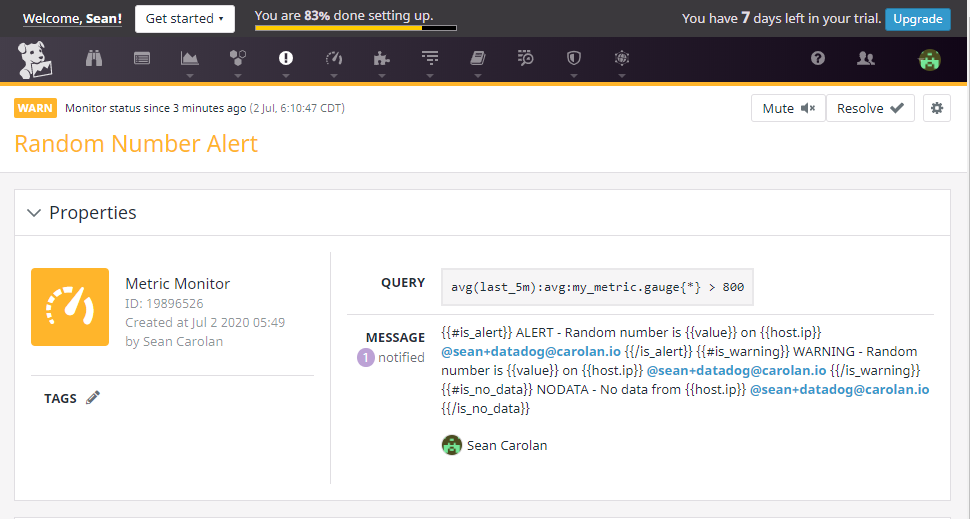 Welcome, Sean!
Get started
You are 83% done setting up.
You have 7 days left in your trial.
Upgrade
WARN Monitor status since 3 minutes ago (2 Jul, 6:10:47 CDT)
Mute
Resolve
Random Number Alert
Properties
Metric Monitor
ID: 19896526
Created at Jul 2 2020 05:49
by Sean Carolan
TAGS
QUERY
avg(last_5m):avg:my_metric.gauge{*} > 800
MESSAGE
1 notified
{{#is_alert}} ALERT - Random number is {{value}} on {{host.ip}}
@sean+datadog@carolan.io {{/is_alert}} {{#is_warning}} WARNING - Random
number is {{value}} on {{host.ip}} @sean+datadog@carolan.io {{/is_warning}}
{{#is_no_data}} NODATA - No data from {{host.ip}} @sean+datadog@carolan.io
{{/is_no_data}}
Sean Carolan